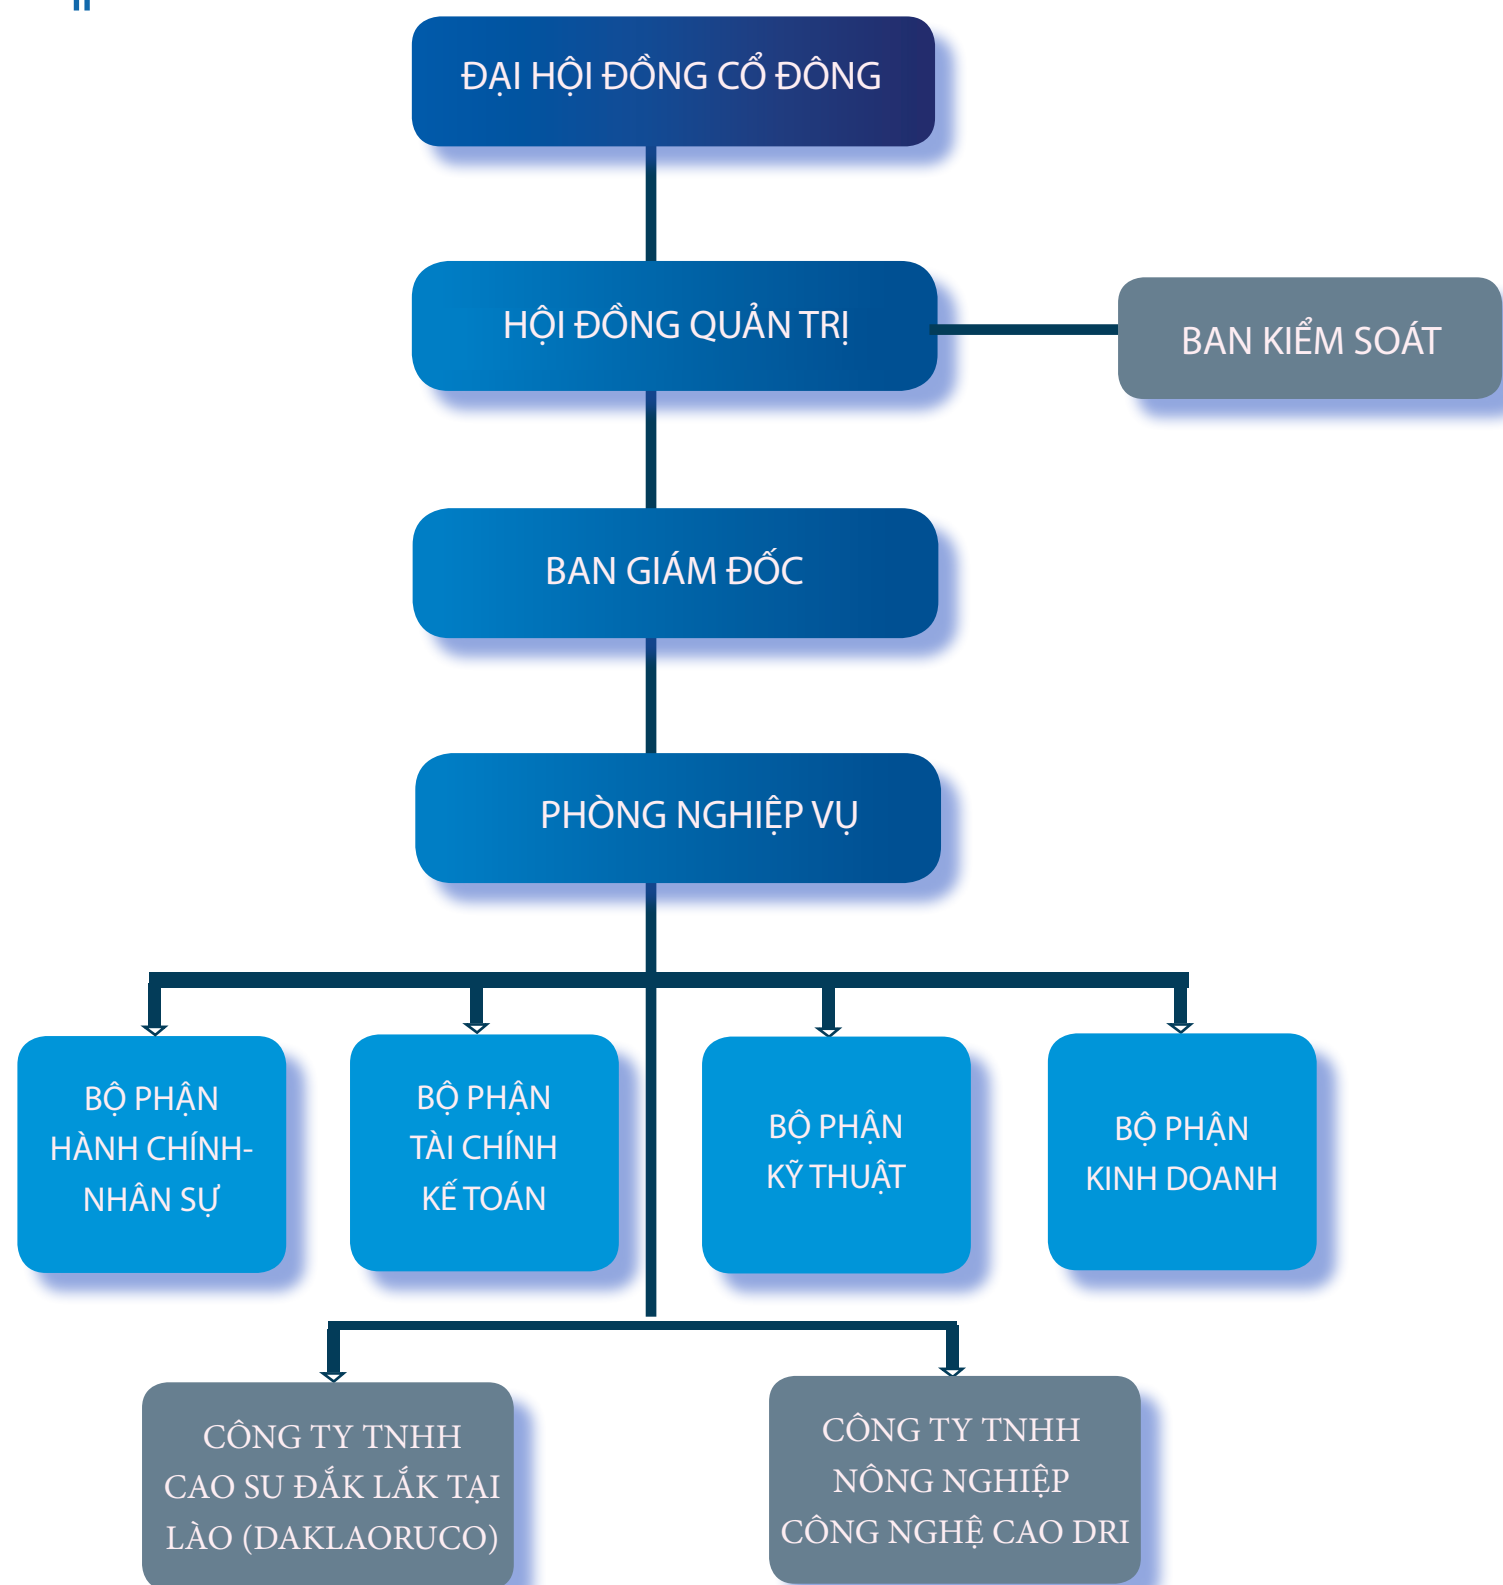 ĐẠI HỘI ĐỒNG CỔ ĐÔNG
HỘI ĐỒNG QUẢN TRỊ
BAN KIỂM SOÁT
BAN GIÁM ĐỐC
PHÒNG NGHIỆP VỤ
BỘ PHẬN
HÀNH CHÍNH-
NHÂN SỰ
BỘ PHẬN
TÀI CHÍNH
KẾ TOÁN
BỘ PHẬN
KỸ THUẬT
BỘ PHẬN
KINH DOANH
CÔNG TY TNHH
CAO SU ĐẮK LẮK TẠI
LÀO (DAKLAORUCO)
CÔNG TY TNHH
NÔNG NGHIỆP
CÔNG NGHỆ CAO DRI